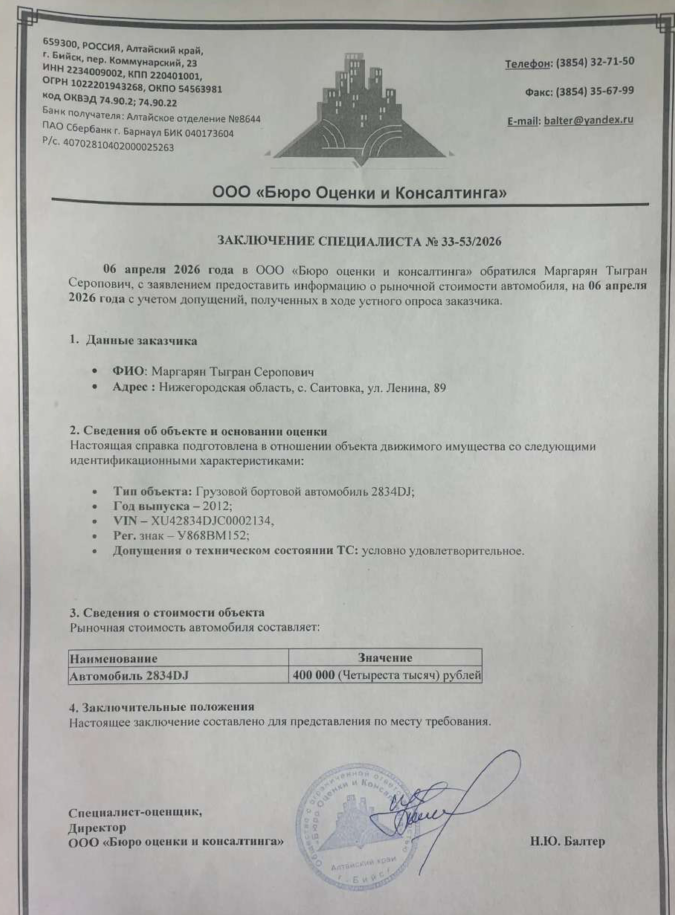 659300, РОССИЯ, Алтайский край,
г. Бийск, пер. Коммунарский, 23
ИНН 2234009002, КПП 220401001,
ОГРН 1022201943268, ОКПО 54563981
код ОКВЭД 74.90.2; 74.90.22
Банк получателя: Алтайское отделение №8644
ПАО Сбербанк г. Барнаул БИК 040173604
Р/с. 40702810402000025263
Телефон: (3854) 32-71-50
Факс: (3854) 35-67-99
E-mail: balter@yandex.ru
ООО «Бюро Оценки и Консалтинга»
ЗАКЛЮЧЕНИЕ СПЕЦИАЛИСТА № 33-53/2026
06 апреля 2026 года в ООО «Бюро оценки и консалтинга» обратился Маргарян Тыгран
Серопович, с заявлением предоставить информацию о рыночной стоимости автомобиля, на 06 апреля
2026 года с учетом допущений, полученных в ходе устного опроса заказчика.
1. Данные заказчика
• ФИО: Маргарян Тыгран Серопович
• Адрес : Нижегородская область, с. Саитовка, ул. Ленина, 89
2. Сведения об объекте и основании оценки
Настоящая справка подготовлена в отношении объекта движимого имущества со следующими
идентификационными характеристиками:
• Тип объекта: Грузовой бортовой автомобиль 2834DJ;
• Год выпуска – 2012;
• VIN – XU42834DJC0002134,
• Рег. знак – У868ВМ152;
• Допущения о техническом состоянии ТС: условно удовлетворительное.
3. Сведения о стоимости объекта
Рыночная стоимость автомобиля составляет:
Наименование Значение
Автомобиль 2834DJ 400 000 (Четыреста тысяч) рублей
4. Заключительные положения
Настоящее заключение составлено для представления по месту требования.
Специалист-оценщик,
Директор
ООО «Бюро оценки и консалтинга»
Н.Ю. Балтер
Алтайский край
г. Бийск